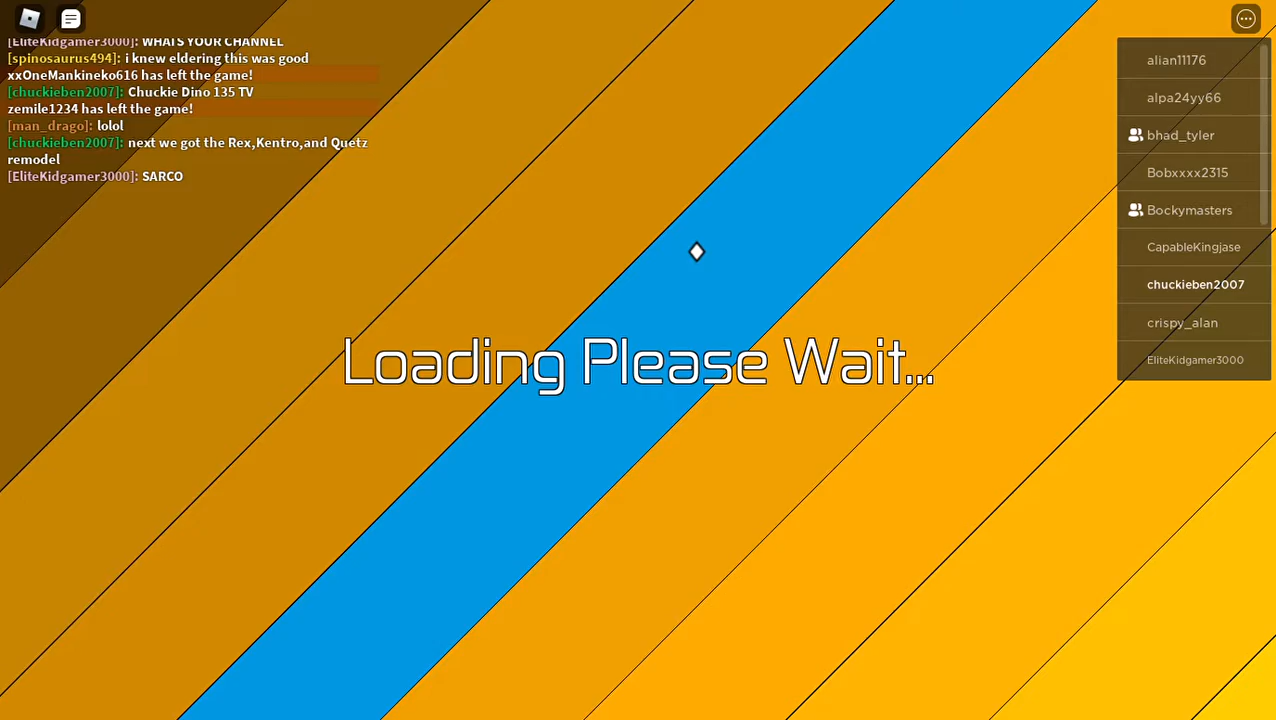 [EliteKidgamer3000]: WHATS YOUR CHANNEL
[spinosaurus494]: i knew eldering this was good
xxOneMankineko616 has left the game!
[chuckieben2007]: Chuckie Dino 135 TV
zemile1234 has left the game!
[man_drago]: lolol
[chuckieben2007]: next we got the Rex,Kentro,and Quetz
remodel
[EliteKidgamer3000]: SARCO
alian11176
alpa24yy66
bhad_tyler
Bobxxxx2315
Bockymasters
CapableKingjase
chuckieben2007
crispy_alan
EliteKidgamer3000
Loading Please Wait...